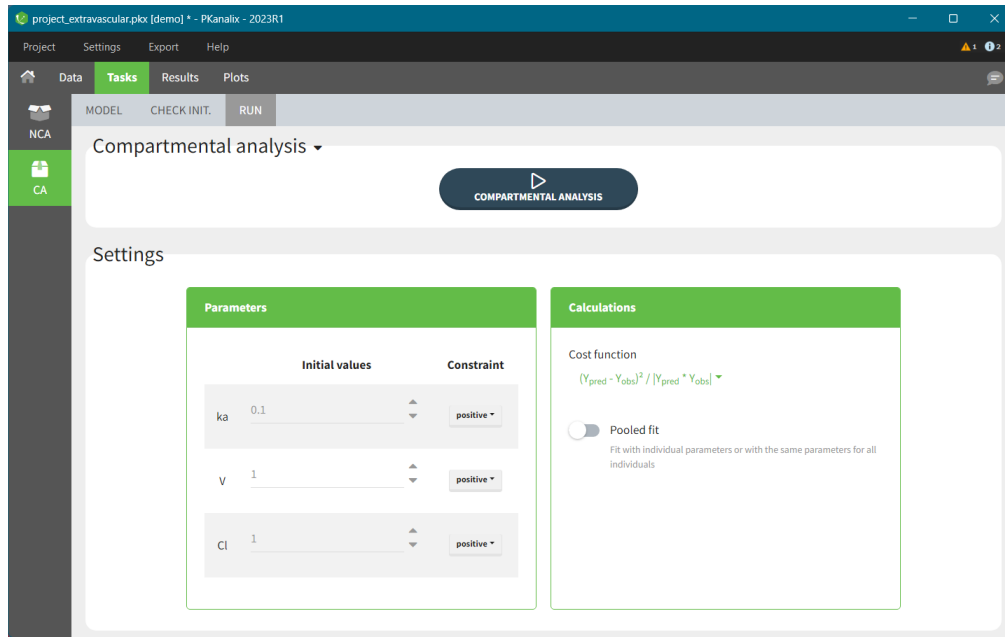 project_extravascular.pkx [demo] * - PKanalix - 2023R1
Project Settings Export Help
1 2
Data Tasks Results Plots
MODEL CHECK INIT. RUN
NCA
CA
Compartmental analysis
COMPARTMENTAL ANALYSIS
Settings
Parameters
Initial values Constraint
ka 0.1 positive
V 1 positive
Cl 1 positive
Calculations
Cost function
(Ypred - Yobs)² / |Ypred * Yobs|
Pooled fit
Fit with individual parameters or with the same parameters for all
individuals